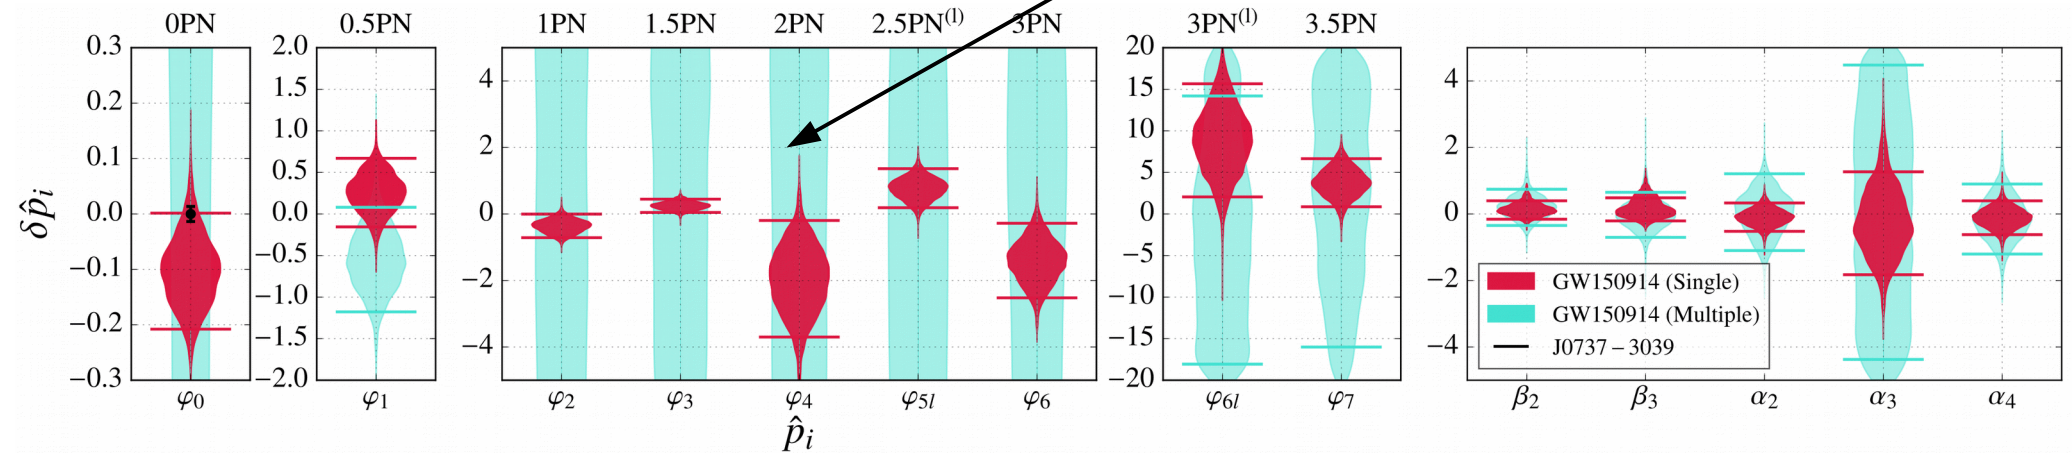 0PN 0.5PN 1PN 1.5PN 2PN 2.5PN⁽ˡ⁾ 3PN 3PN⁽ˡ⁾ 3.5PN
0.3 2.0 20
4 15 4
0.2 1.5
1.0 10
0.1 2 2
0.5 5
0.0 0.0 0 0 0
−0.5 −5
−0.1 −2 −2
−1.0 −10
−0.2 −1.5 −15
−4 −4
−0.3 −2.0 −20
δp̂ᵢ
GW150914 (Single)
GW150914 (Multiple)
J0737 − 3039
φ₀ φ₁ φ₂ φ₃ φ₄ φ₅ₗ φ₆ φ₆ₗ φ₇ β₂ β₃ α₂ α₃ α₄
p̂ᵢ